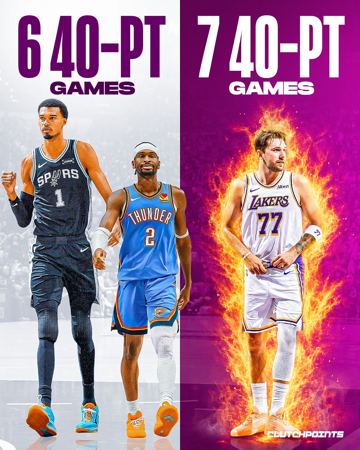 6 40-PT
GAMES
7 40-PT
GAMES
SPURS
1
THUNDER
2
LAKERS
77
CLUTCHPOINTS